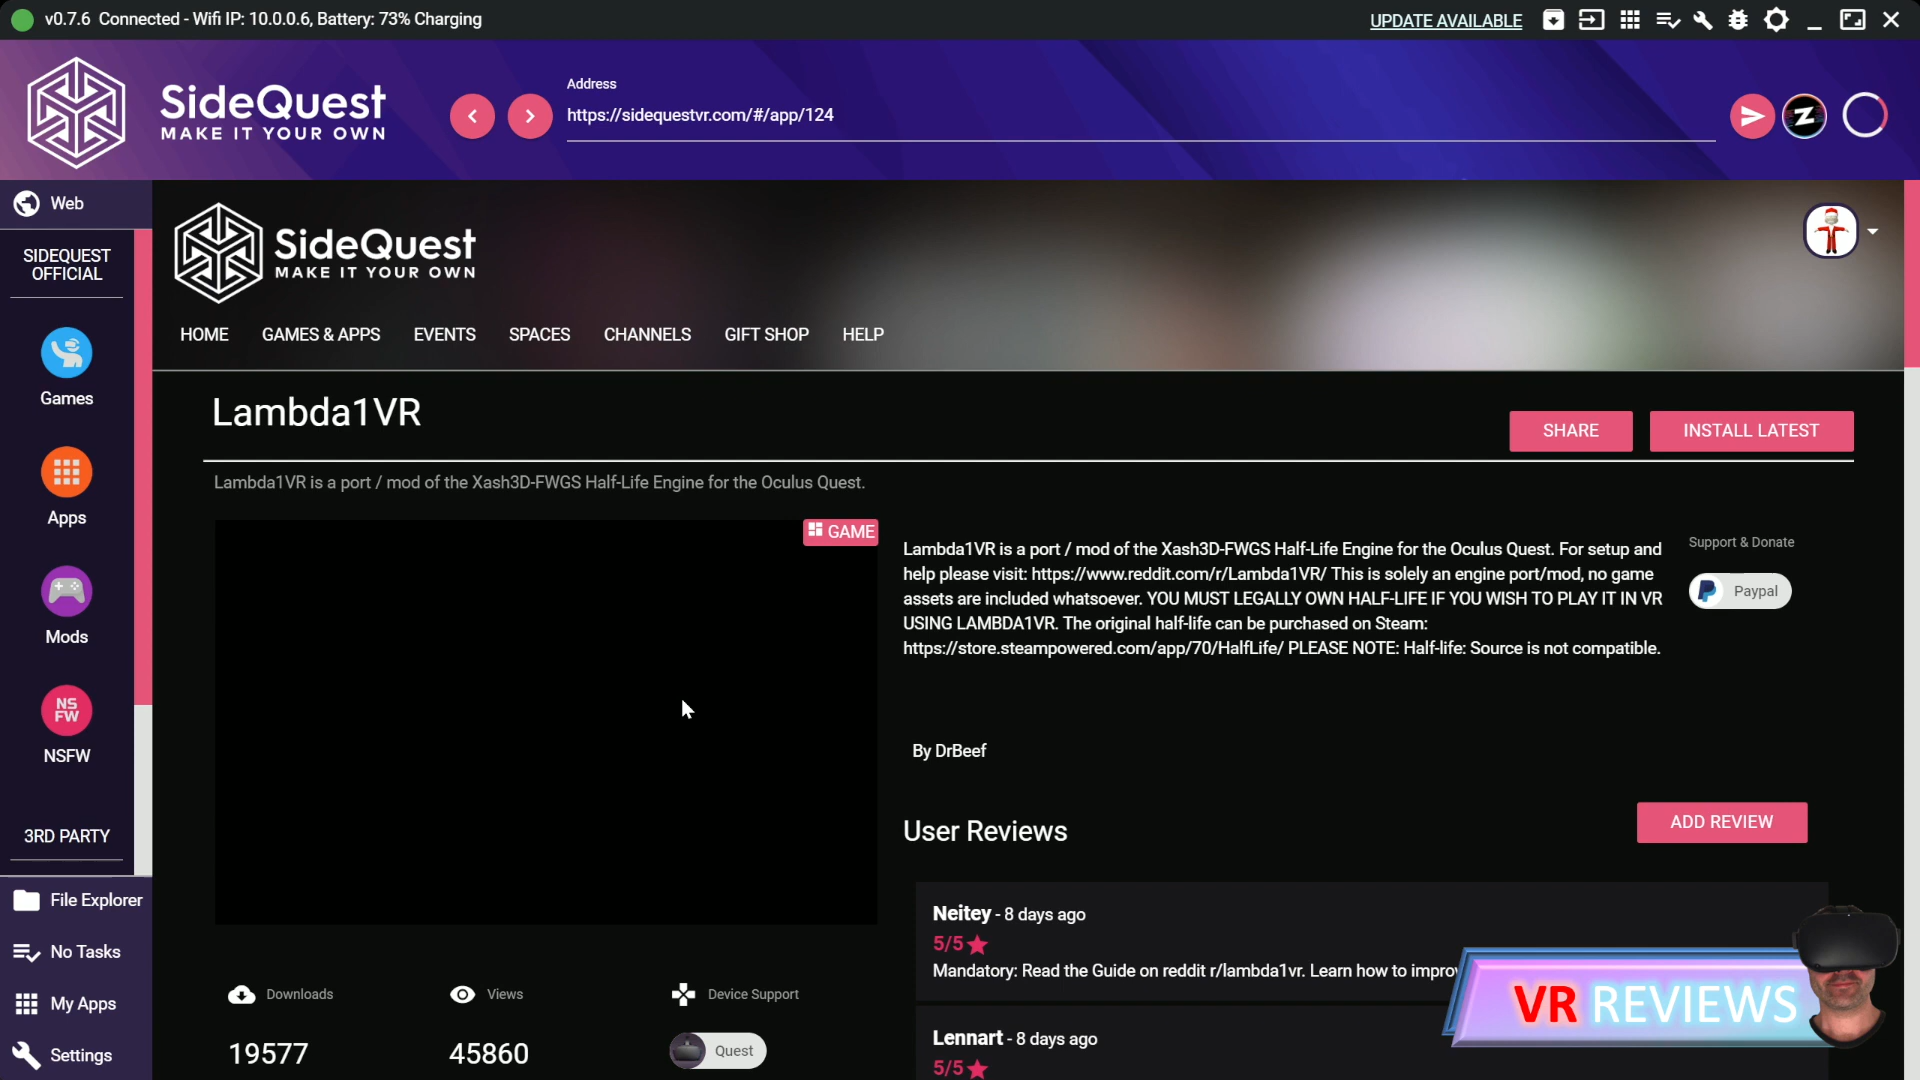 v0.7.6 Connected - Wifi IP: 10.0.0.6, Battery: 73% Charging
UPDATE AVAILABLE
SideQuest
MAKE IT YOUR OWN
Address
https://sidequestvr.com/#/app/124
Z
Web
SIDEQUEST
OFFICIAL
Games
Apps
Mods
NS
FW
NSFW
3RD PARTY
File Explorer
No Tasks
My Apps
Settings
SideQuest
MAKE IT YOUR OWN
HOME GAMES & APPS EVENTS SPACES CHANNELS GIFT SHOP HELP
Lambda1VR
SHARE
INSTALL LATEST
Lambda1VR is a port / mod of the Xash3D-FWGS Half-Life Engine for the Oculus Quest.
GAME
Lambda1VR is a port / mod of the Xash3D-FWGS Half-Life Engine for the Oculus Quest. For setup and
help please visit: https://www.reddit.com/r/Lambda1VR/ This is solely an engine port/mod, no game
assets are included whatsoever. YOU MUST LEGALLY OWN HALF-LIFE IF YOU WISH TO PLAY IT IN VR
USING LAMBDA1VR. The original half-life can be purchased on Steam:
https://store.steampowered.com/app/70/HalfLife/ PLEASE NOTE: Half-life: Source is not compatible.
Support & Donate
Paypal
By DrBeef
User Reviews
ADD REVIEW
Neitey - 8 days ago
5/5
Mandatory: Read the Guide on reddit r/lambda1vr. Learn how to improv
Lennart - 8 days ago
5/5
Downloads
19577
Views
45860
Device Support
Quest
VR REVIEWS